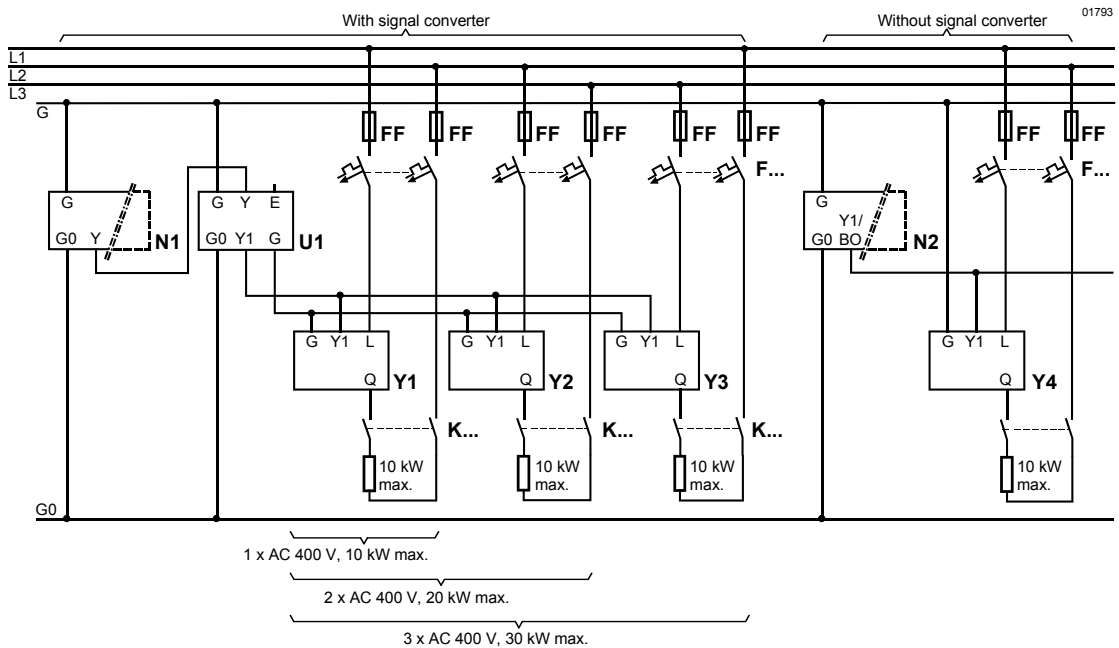 01793
With signal converter
Without signal converter
L1
L2
L3
G
FF FF FF FF FF FF FF FF
F... F...
G G Y E G
G0 Y N1 G0 Y1 G U1 Y1/
G0 BO N2
G Y1 L G Y1 L G Y1 L G Y1 L
Q Y1 Q Y2 Q Y3 Q Y4
K... K... K...
10 kW 10 kW 10 kW 10 kW
max. max. max. max.
G0
1 x AC 400 V, 10 kW max.
2 x AC 400 V, 20 kW max.
3 x AC 400 V, 30 kW max.